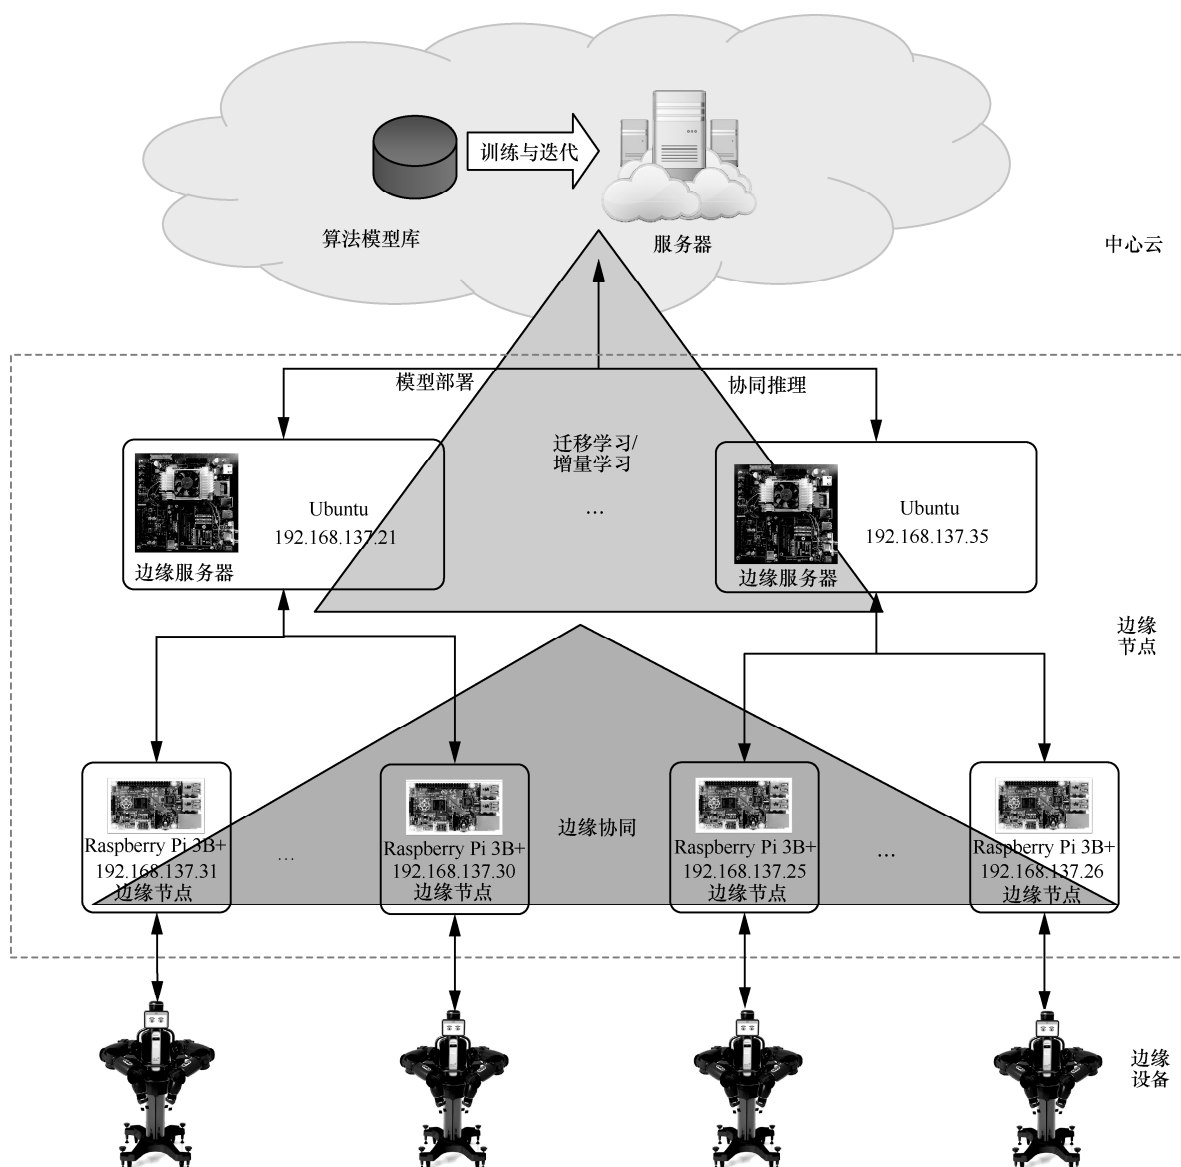 训练与迭代
算法模型库
服务器
中心云
模型部署
协同推理
迁移学习/
增量学习
...
Ubuntu
192.168.137.21
边缘服务器
Ubuntu
192.168.137.35
边缘服务器
边缘
节点
边缘协同
Raspberry Pi 3B+
192.168.137.31
边缘节点
...
Raspberry Pi 3B+
192.168.137.30
边缘节点
Raspberry Pi 3B+
192.168.137.25
边缘节点
...
Raspberry Pi 3B+
192.168.137.26
边缘节点
边缘
设备